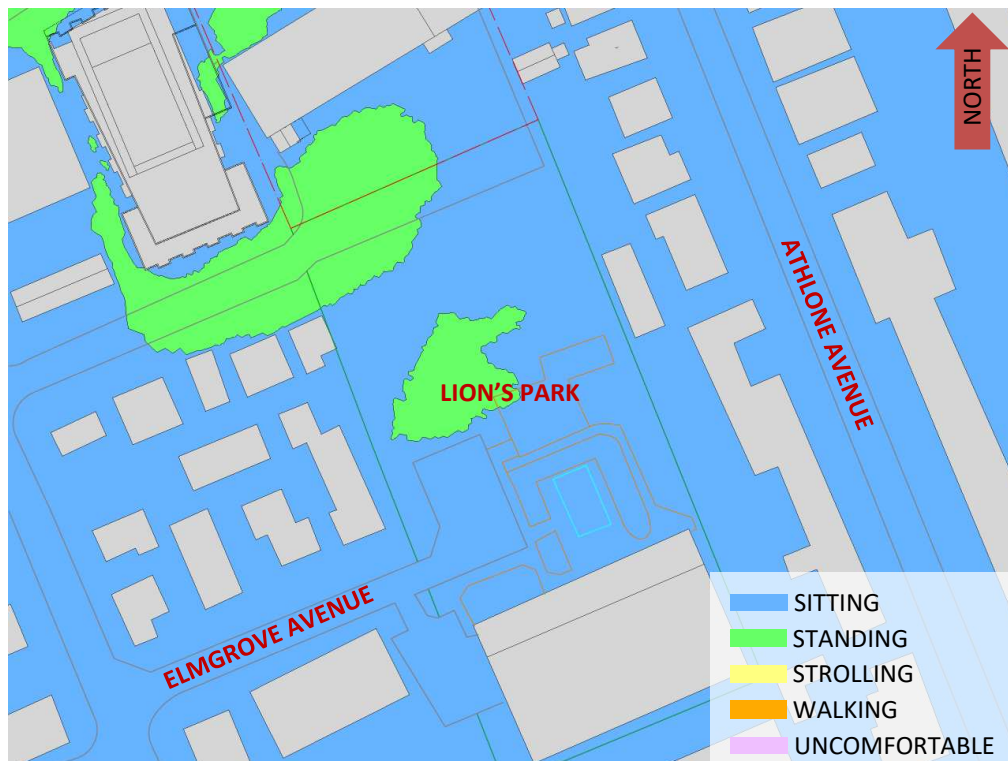 NORTH
ATHLONE AVENUE
LION'S PARK
ELMGROVE AVENUE
SITTING
STANDING
STROLLING
WALKING
UNCOMFORTABLE